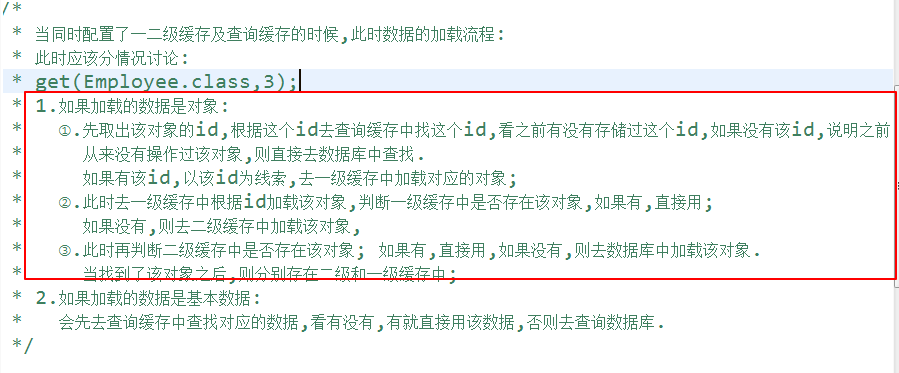 /*
* 当同时配置了一二级缓存及查询缓存的时候,此时数据的加载流程:
* 此时应该分情况讨论:
* get(Employee.class,3);
* 1.如果加载的数据是对象:
* ①.先取出该对象的id,根据这个id去查询缓存中找这个id,看之前有没有存储过这个id,如果没有该id,说明之前
* 从来没有操作过该对象,则直接去数据库中查找.
* 如果有该id,以该id为线索,去一级缓存中加载对应的对象;
* ②.此时去一级缓存中根据id加载该对象,判断一级缓存中是否存在该对象,如果有,直接用;
* 如果没有,则去二级缓存中加载该对象,
* ③.此时再判断二级缓存中是否存在该对象; 如果有,直接用,如果没有,则去数据库中加载该对象.
* 当找到了该对象之后,则分别存在二级和一级缓存中;
* 2.如果加载的数据是基本数据:
* 会先去查询缓存中查找对应的数据,看有没有,有就直接用该数据,否则去查询数据库.
*/